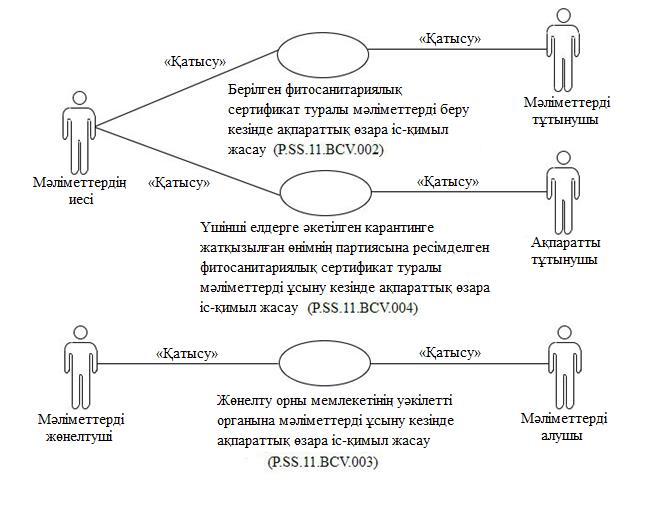 «Қатысу»
«Қатысу»
Мәліметтерді
тұтынушы
Берілген фитосанитариялық
сертификат туралы мәліметтерді беру
кезінде ақпараттық өзара іс-қимыл
жасау (P.SS.11.BCV.002)
Мәліметтердің
иесі
«Қатысу»
«Қатысу»
Ақпаратты
тұтынушы
Үшінші елдерге әкетілген карантинге
жатқызылған өнімнің партиясына ресімделген
фитосанитариялық сертификат туралы
мәліметтерді ұсыну кезінде ақпараттық өзара
іс-қимыл жасау (P.SS.11.BCV.004)
«Қатысу»
«Қатысу»
Мәліметтерді
жөнелтуші
Мәліметтерді
алушы
Жөнелту орны мемлекетінің уәкілетті
органына мәліметтерді ұсыну кезінде
ақпараттық өзара іс-қимыл жасау
(P.SS.11.BCV.003)